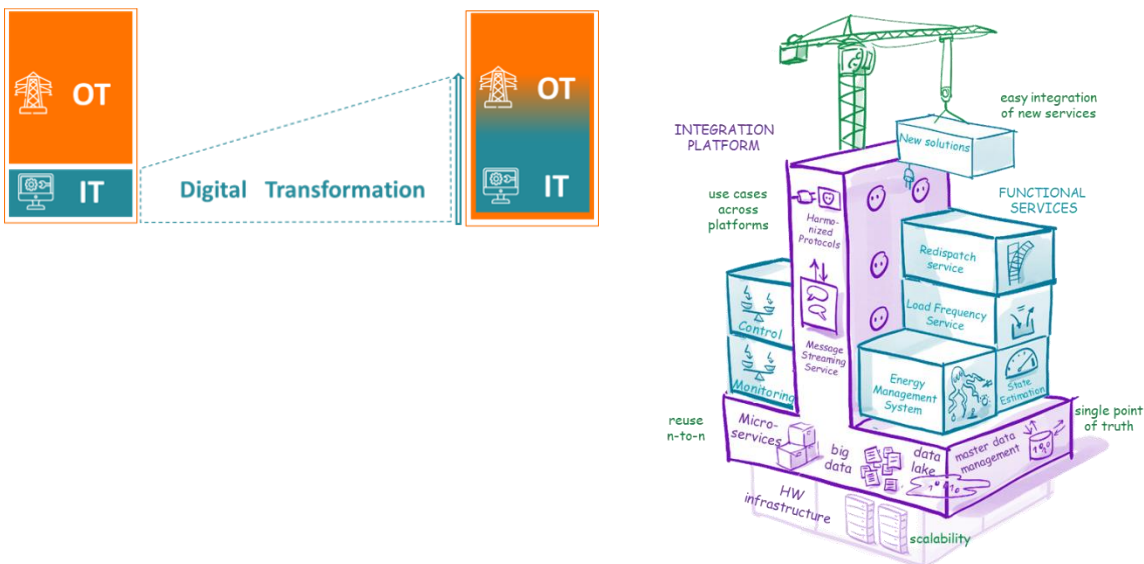 OT
IT
Digital Transformation
OT
IT
easy integration
of new services
INTEGRATION
PLATFORM
New solutions
use cases
across
platforms
FUNCTIONAL
SERVICES
Harmo-
nized
Protocols
Redispatch
service
Load Frequency
Service
Control
Message
Streaming
Service
Monitoring
Energy
Management
System
State
Estimation
reuse
n-to-n
single point
of truth
Micro-
services
big
data
data
lake
master data
management
HW
infrastructure
scalability